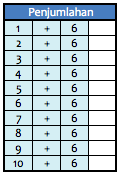 Penjumlahan
1 + 6
2 + 6
3 + 6
4 + 6
5 + 6
6 + 6
7 + 6
8 + 6
9 + 6
10 + 6